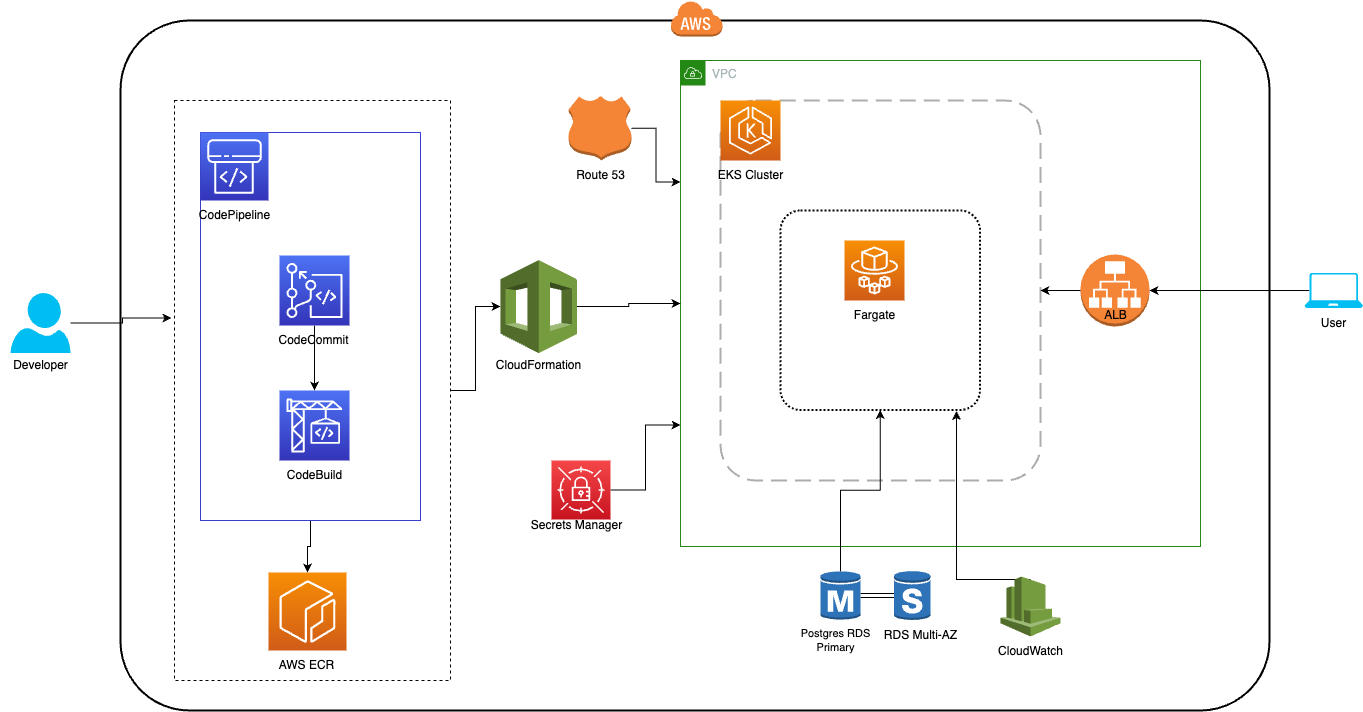 AWS
VPC
CodePipeline
CodeCommit
CodeBuild
AWS ECR
Developer
Route 53
CloudFormation
Secrets Manager
K
EKS Cluster
Fargate
ALB
User
M
S
Postgres RDS
Primary
RDS Multi-AZ
CloudWatch